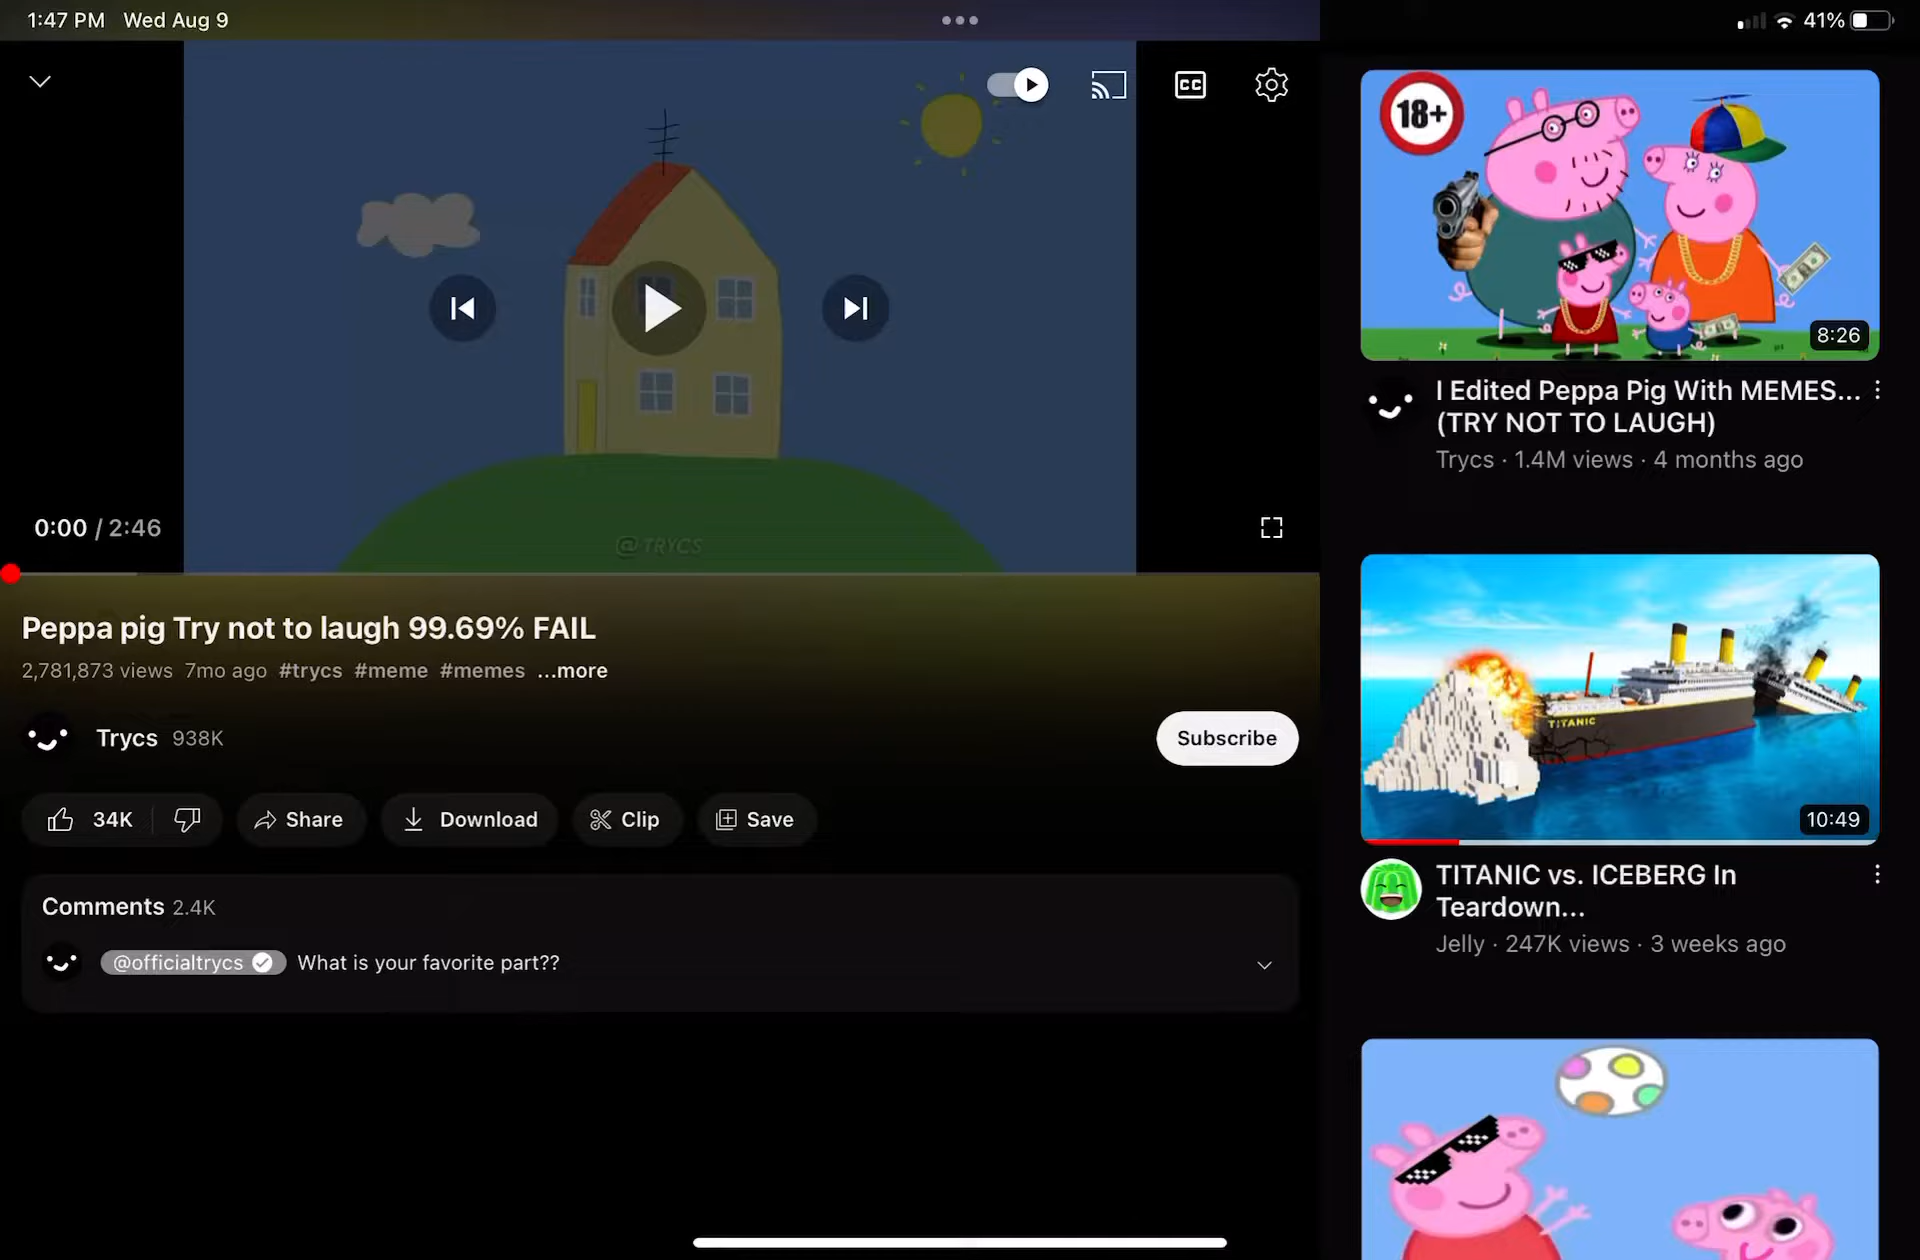 1:47 PM Wed Aug 9
41%
CC
0:00 / 2:46
@TRYCS
Peppa pig Try not to laugh 99.69% FAIL
2,781,873 views 7mo ago #trycs #meme #memes ...more
Trycs 938K
Subscribe
34K
Share
Download
Clip
Save
Comments 2.4K
@officialtrycs What is your favorite part??
18+
8:26
I Edited Peppa Pig With MEMES...
(TRY NOT TO LAUGH)
Trycs · 1.4M views · 4 months ago
TITANIC
10:49
TITANIC vs. ICEBERG In
Teardown...
Jelly · 247K views · 3 weeks ago